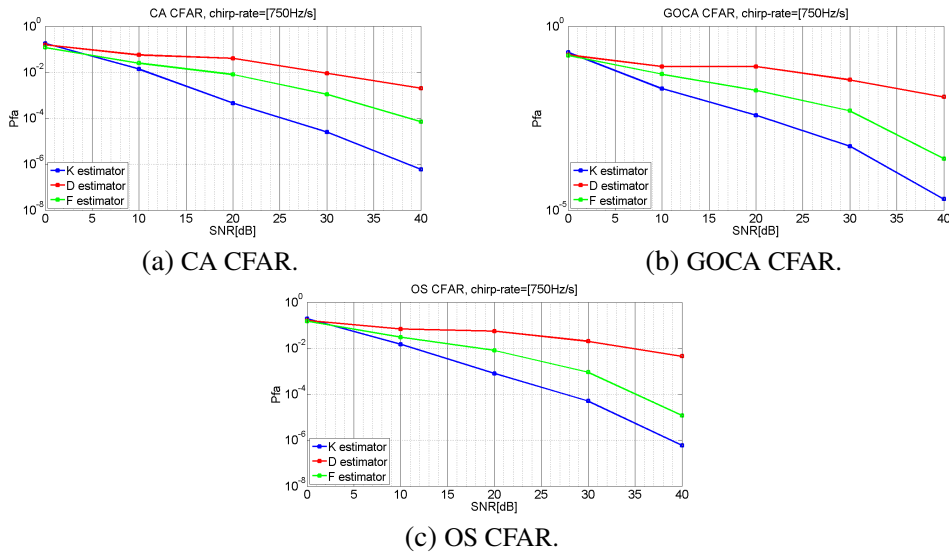 CA CFAR, chirp-rate=[750Hz/s]
10^0
10^-2
10^-4
10^-6
10^-8
Pfa
K estimator
D estimator
F estimator
0 5 10 15 20 25 30 35 40
SNR[dB]
(a) CA CFAR.
GOCA CFAR, chirp-rate=[750Hz/s]
10^0
10^-5
Pfa
K estimator
D estimator
F estimator
0 5 10 15 20 25 30 35 40
SNR[dB]
(b) GOCA CFAR.
OS CFAR, chirp-rate=[750Hz/s]
10^0
10^-2
10^-4
10^-6
10^-8
Pfa
K estimator
D estimator
F estimator
0 5 10 15 20 25 30 35 40
SNR[dB]
(c) OS CFAR.